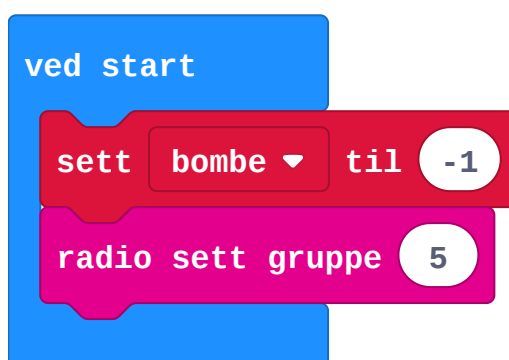 ved start
sett bombe til -1
radio sett gruppe 5